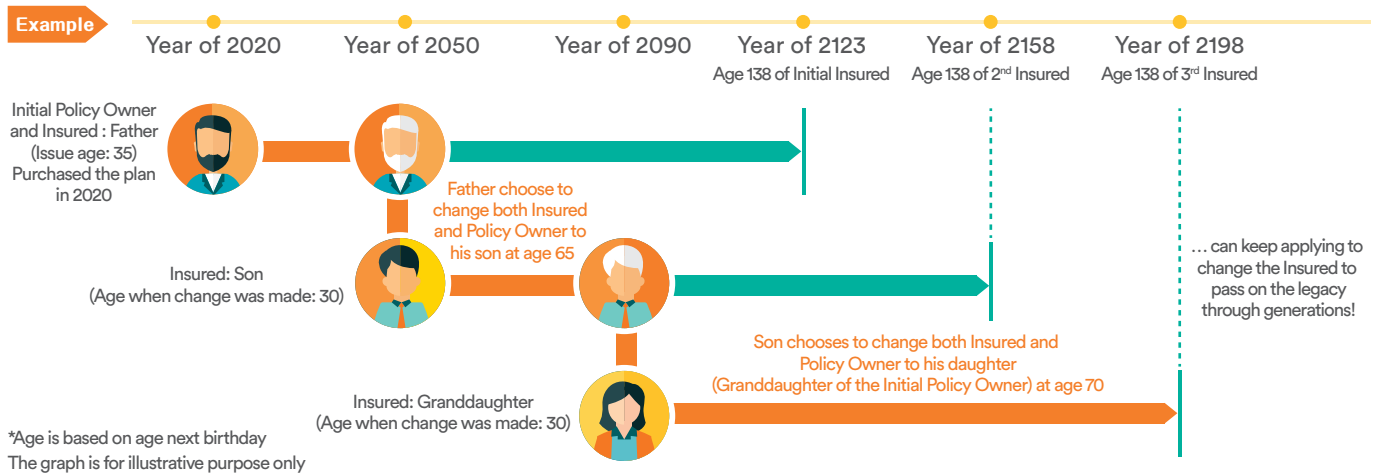 Example
Year of 2020
Year of 2050
Year of 2090
Year of 2123
Age 138 of Initial Insured
Year of 2158
Age 138 of 2nd Insured
Year of 2198
Age 138 of 3rd Insured
Initial Policy Owner
and Insured : Father
(Issue age: 35)
Purchased the plan
in 2020
Father choose to
change both Insured
and Policy Owner to
his son at age 65
Insured: Son
(Age when change was made: 30)
... can keep applying to
change the Insured to
pass on the legacy
through generations!
Son chooses to change both Insured and
Policy Owner to his daughter
(Granddaughter of the Initial Policy Owner) at age 70
Insured: Granddaughter
(Age when change was made: 30)
*Age is based on age next birthday
The graph is for illustrative purpose only